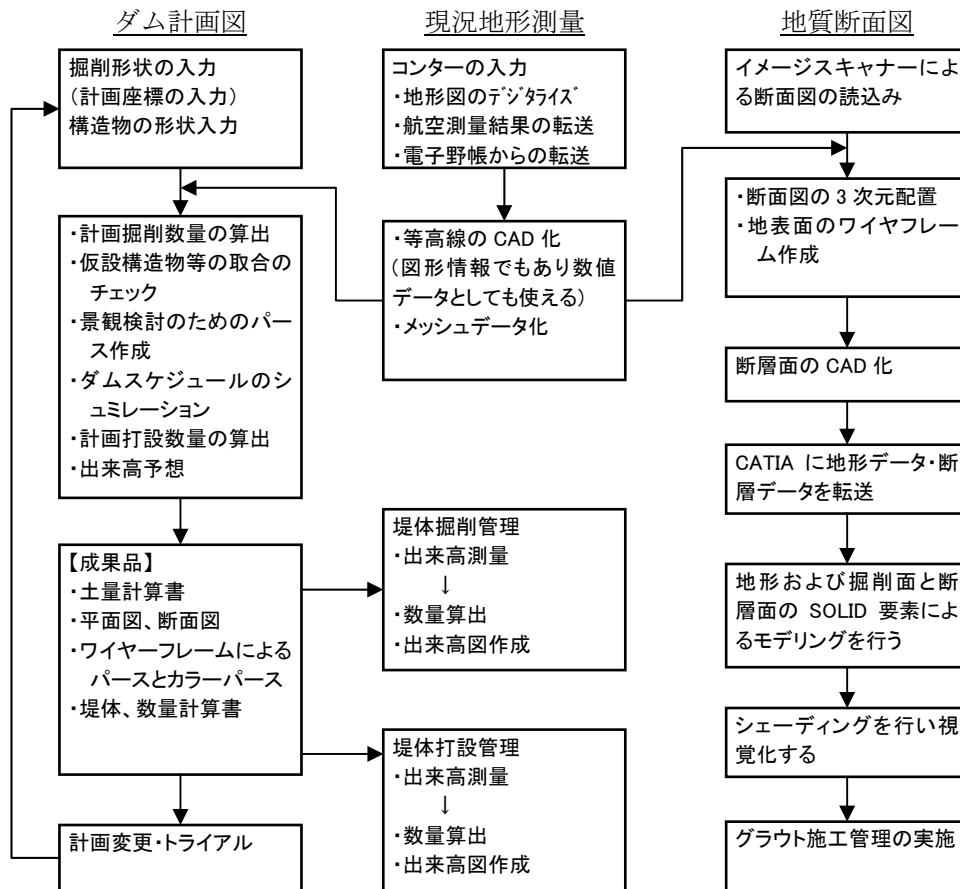 ダム計画図
掘削形状の入力
(計画座標の入力)
構造物の形状入力
・計画掘削数量の算出
・仮設構造物等の取合の
チェック
・景観検討のためのパー
ス作成
・ダムスケジュールのシ
ュミレーション
・計画打設数量の算出
・出来高予想
【成果品】
・土量計算書
・平面図、断面図
・ワイヤーフレームによる
パースとカラーパース
・堤体、数量計算書
計画変更・トライアル
現況地形測量
コンターの入力
・地形図のデジタライズ
・航空測量結果の転送
・電子野帳からの転送
・等高線の CAD 化
(図形情報でもあり数値
データとしても使える)
・メッシュデータ化
堤体掘削管理
・出来高測量
↓
・数量算出
・出来高図作成
堤体打設管理
・出来高測量
↓
・数量算出
・出来高図作成
地質断面図
イメージスキャナーによ
る断面図の読込み
・断面図の 3 次元配置
・地表面のワイヤフレー
ム作成
断層面の CAD 化
CATIA に地形データ・断
層データを転送
地形および掘削面と断
層面の SOLID 要素によ
るモデリングを行う
シェーディングを行い視
覚化する
グラウト施工管理の実施